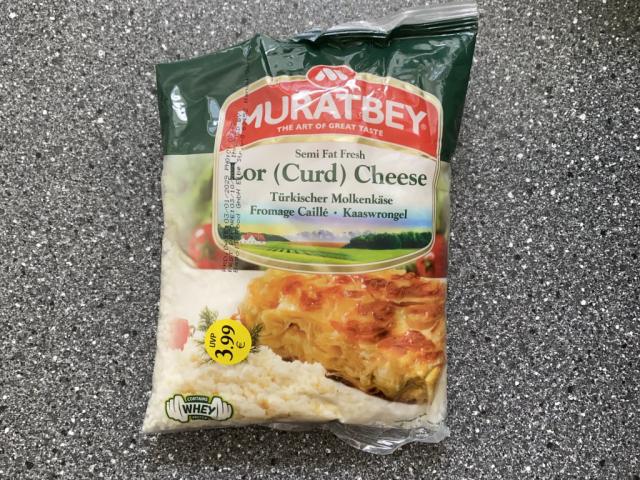 MURATBEY
THE ART OF GREAT TASTE
Semi Fat Fresh
or (Curd) Cheese
Türkischer Molkenkäse
Fromage Caillé · Kaaswrongel
UVP
3.99
€
CONTAINS
WHEY